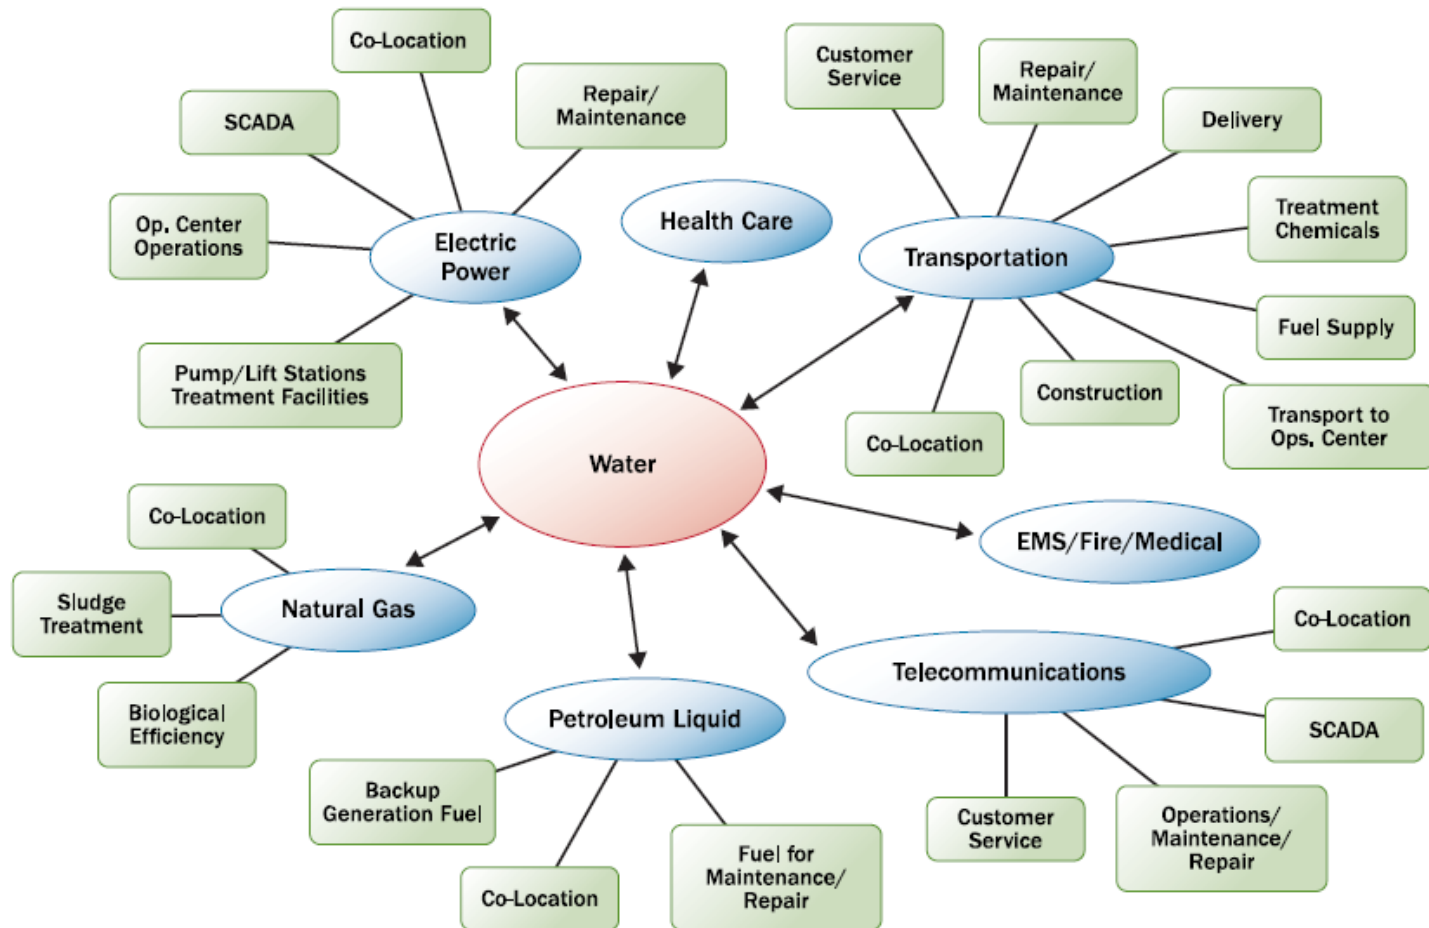 Co-Location
SCADA
Repair/
Maintenance
Op. Center
Operations
Electric
Power
Pump/Lift Stations
Treatment Facilities
Health Care
Customer
Service
Repair/
Maintenance
Delivery
Treatment
Chemicals
Transportation
Fuel Supply
Construction
Transport to
Ops. Center
Co-Location
Water
EMS/Fire/Medical
Co-Location
Sludge
Treatment
Natural Gas
Biological
Efficiency
Petroleum Liquid
Backup
Generation Fuel
Co-Location
Fuel for
Maintenance/
Repair
Telecommunications
Co-Location
SCADA
Customer
Service
Operations/
Maintenance/
Repair